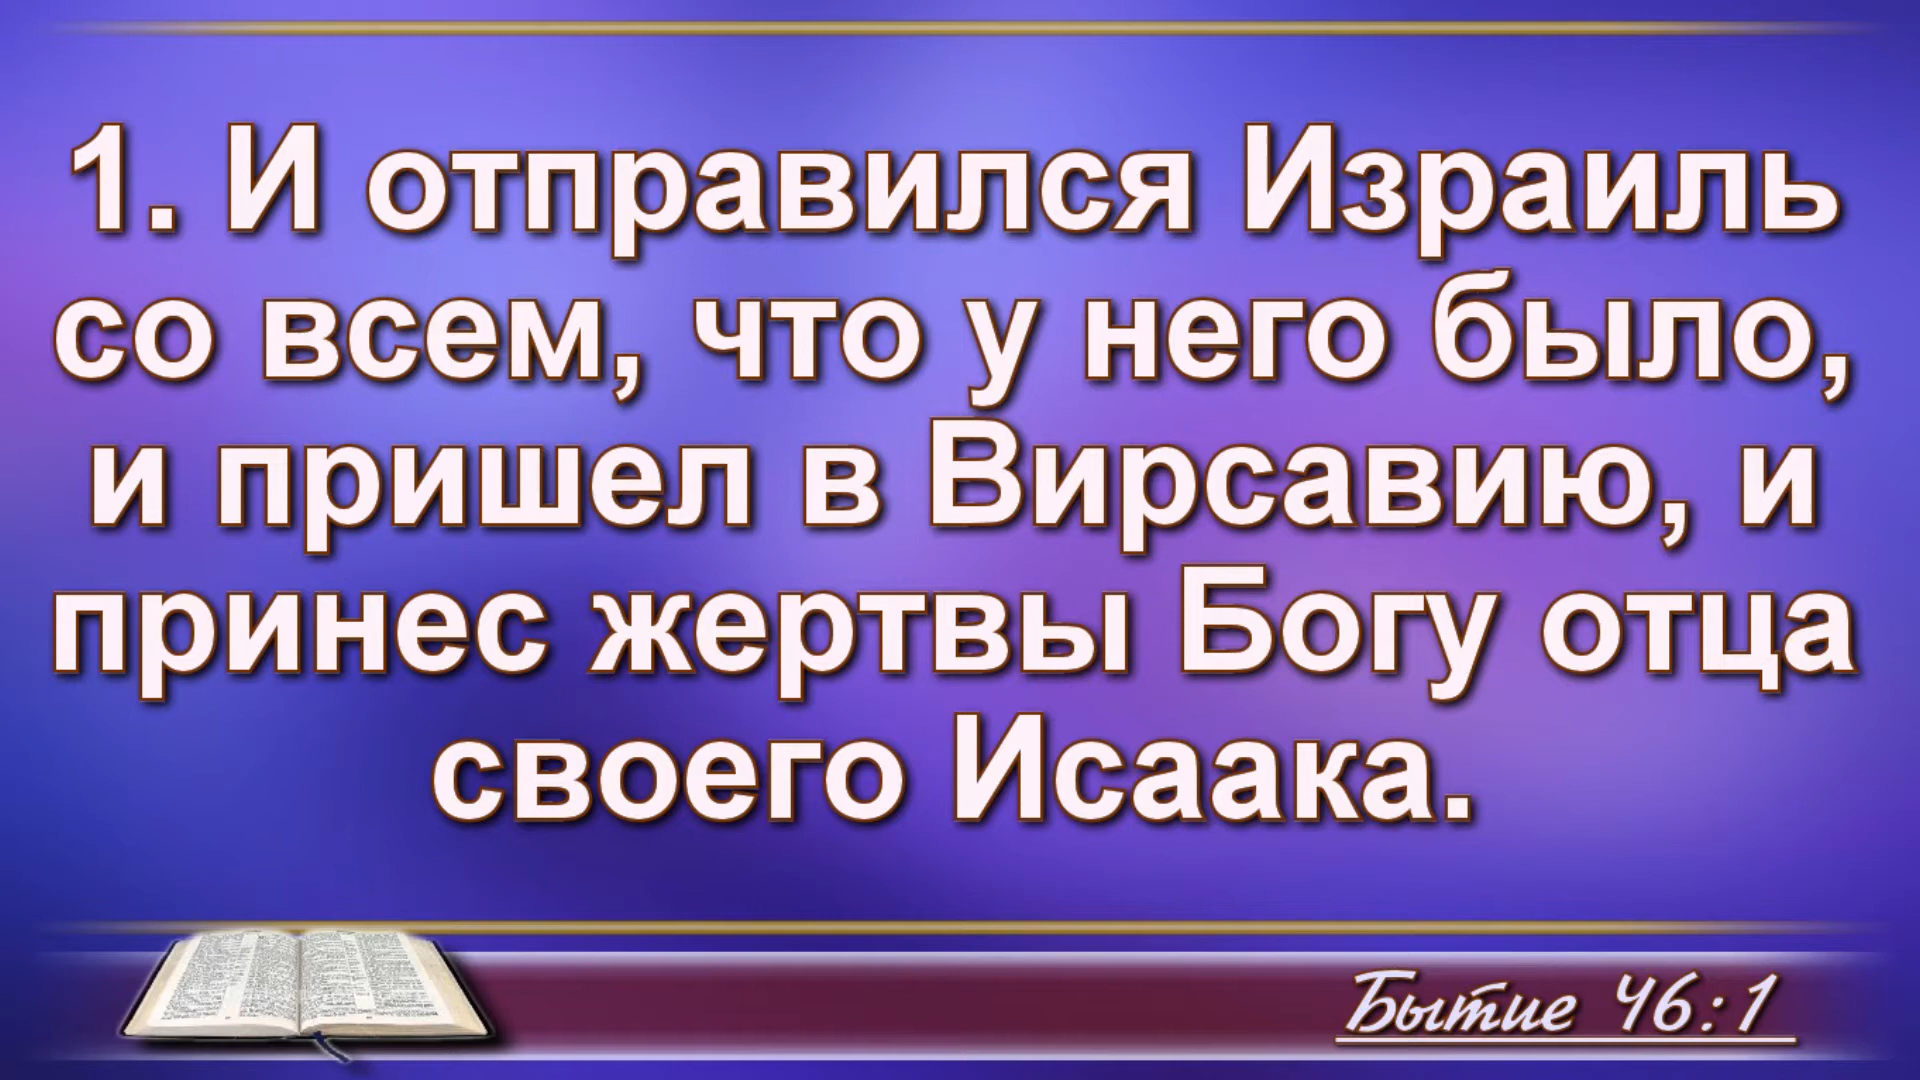 1. И отправился Израиль
со всем, что у него было,
и пришел в Вирсавию, и
принес жертвы Богу отца
своего Исаака.
Бытие 46:1